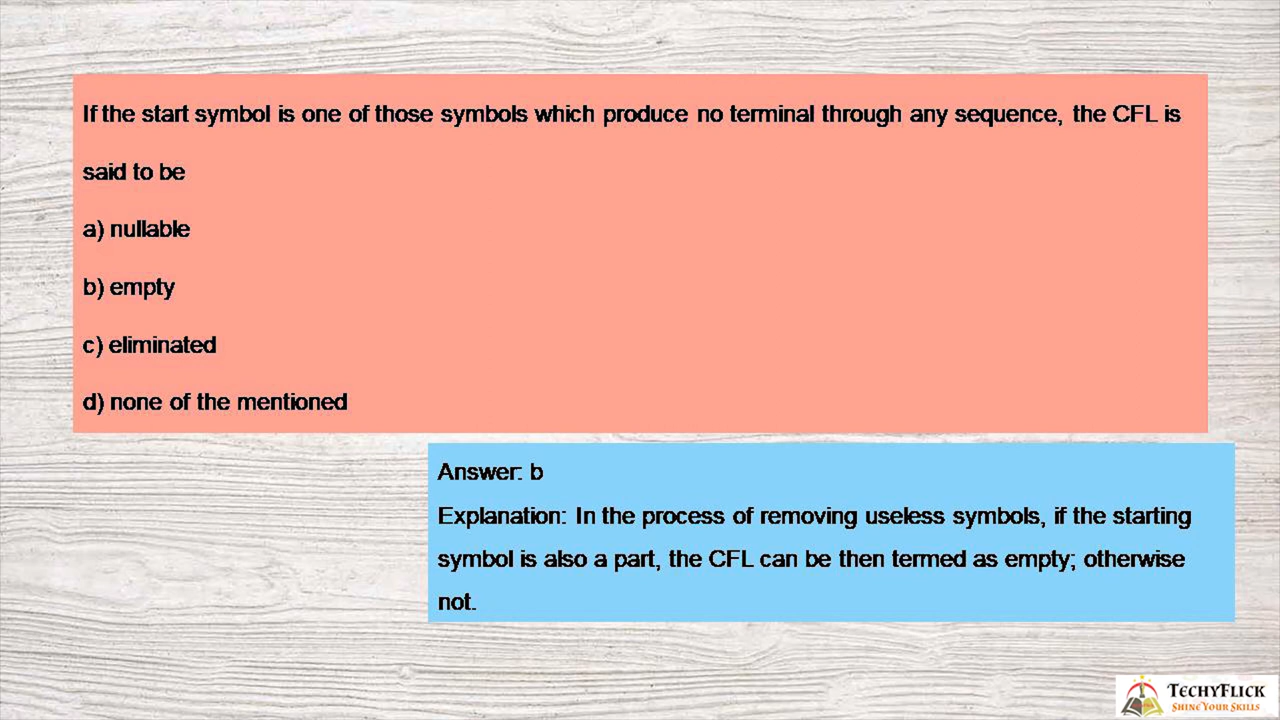 If the start symbol is one of those symbols which produce no terminal through any sequence, the CFL is
said to be
a) nullable
b) empty
c) eliminated
d) none of the mentioned
Answer: b
Explanation: In the process of removing useless symbols, if the starting
symbol is also a part, the CFL can be then termed as empty; otherwise
not.
TECHYFLICK
SHINE YOUR SKILLS